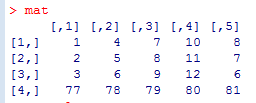 > mat
[,1] [,2] [,3] [,4] [,5]
[1,] 1 4 7 10 8
[2,] 2 5 8 11 7
[3,] 3 6 9 12 6
[4,] 77 78 79 80 81